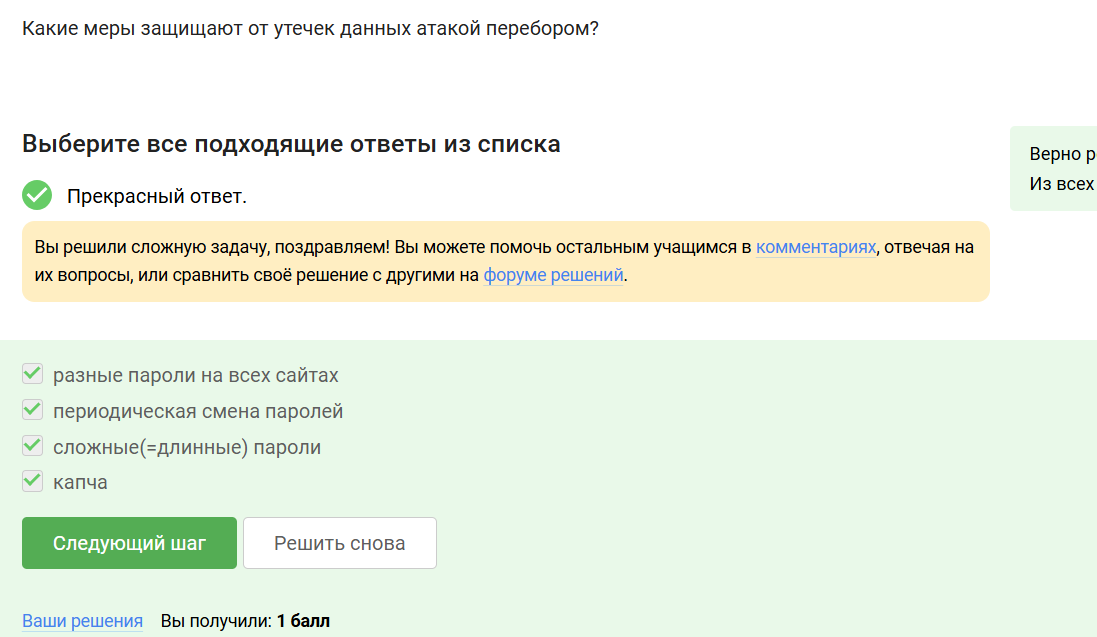 Какие меры защищают от утечек данных атакой перебором?
Выберите все подходящие ответы из списка
Верно р
Из всех
Прекрасный ответ.
Вы решили сложную задачу, поздравляем! Вы можете помочь остальным учащимся в комментариях, отвечая на
их вопросы, или сравнить своё решение с другими на форуме решений.
разные пароли на всех сайтах
периодическая смена паролей
сложные(=длинные) пароли
капча
Следующий шаг Решить снова
Ваши решения Вы получили: 1 балл